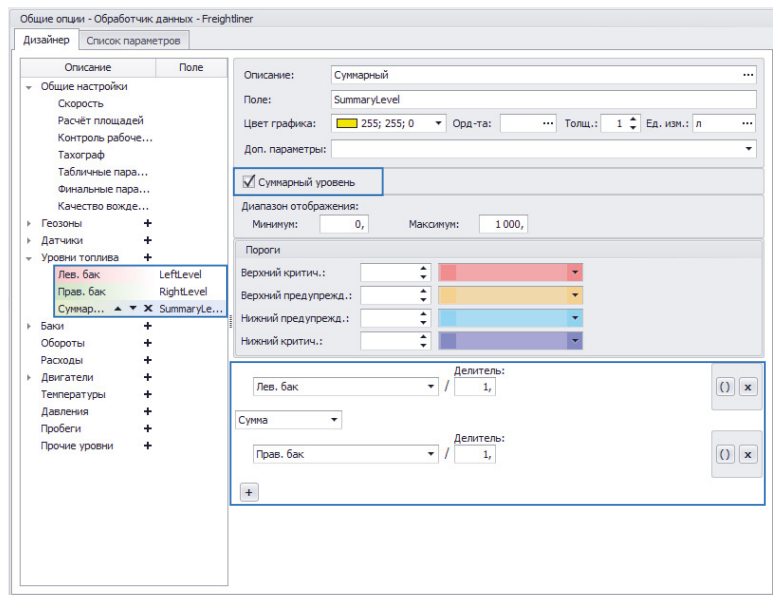 Общие опции - Обработчик данных - Freightliner
Дизайнер Список параметров
Описание Поле
Общие настройки
Скорость
Расчёт площадей
Контроль рабоче...
Тахограф
Табличные пара...
Финальные пара...
Качество вожде...
Геозоны +
Датчики +
Уровни топлива +
Лев. бак LeftLevel
Прав. бак RightLevel
Суммар... SummaryLe...
Баки +
Обороты +
Расходы +
Двигатели +
Температуры +
Давления +
Пробеги +
Прочие уровни +
Описание: Суммарный ...
Поле: SummaryLevel
Цвет графика: 255; 255; 0 Орд-та: ... Толщ.: 1 Ед. изм.: л ...
Доп. параметры:
Суммарный уровень
Диапазон отображения:
Минимум: 0, Максимум: 1 000,
Пороги
Верхний критич.:
Верхний предупрежд.:
Нижний предупрежд.:
Нижний критич.:
Делитель:
Лев. бак / 1, () x
Сумма
Делитель:
Прав. бак / 1, () x
+